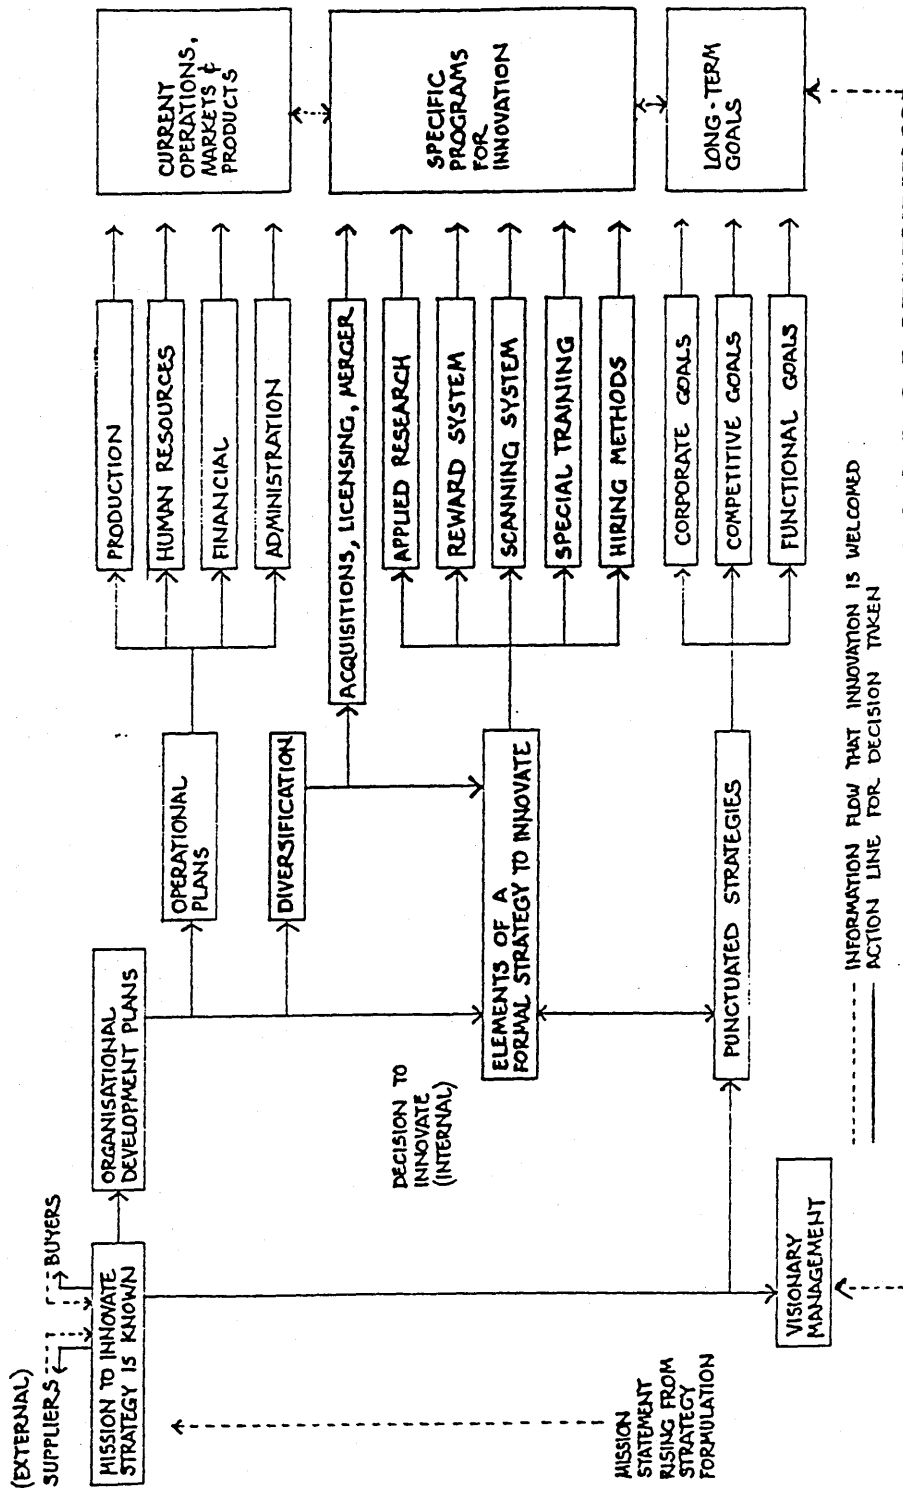 (EXTERNAL)
SUPPLIERS
BUYERS
MISSION TO INNOVATE
STRATEGY IS KNOWN
ORGANISATIONAL
DEVELOPMENT PLANS
OPERATIONAL
PLANS
PRODUCTION
HUMAN RESOURCES
FINANCIAL
ADMINISTRATION
CURRENT
OPERATIONS,
MARKETS &
PRODUCTS
DIVERSIFICATION
ACQUISITIONS, LICENSING, MERGER
APPLIED RESEARCH
REWARD SYSTEM
SCANNING SYSTEM
SPECIAL TRAINING
HIRING METHODS
SPECIFIC
PROGRAMS
FOR
INNOVATION
DECISION TO
INNOVATE
(INTERNAL)
ELEMENTS OF A
FORMAL STRATEGY TO INNOVATE
MISSION
STATEMENT
RISING FROM
STRATEGY
FORMULATION
PUNCTUATED STRATEGIES
CORPORATE GOALS
COMPETITIVE GOALS
FUNCTIONAL GOALS
LONG-TERM
GOALS
VISIONARY
MANAGEMENT
INFORMATION FLOW THAT INNOVATION IS WELCOMED
ACTION LINE FOR DECISION TAKEN